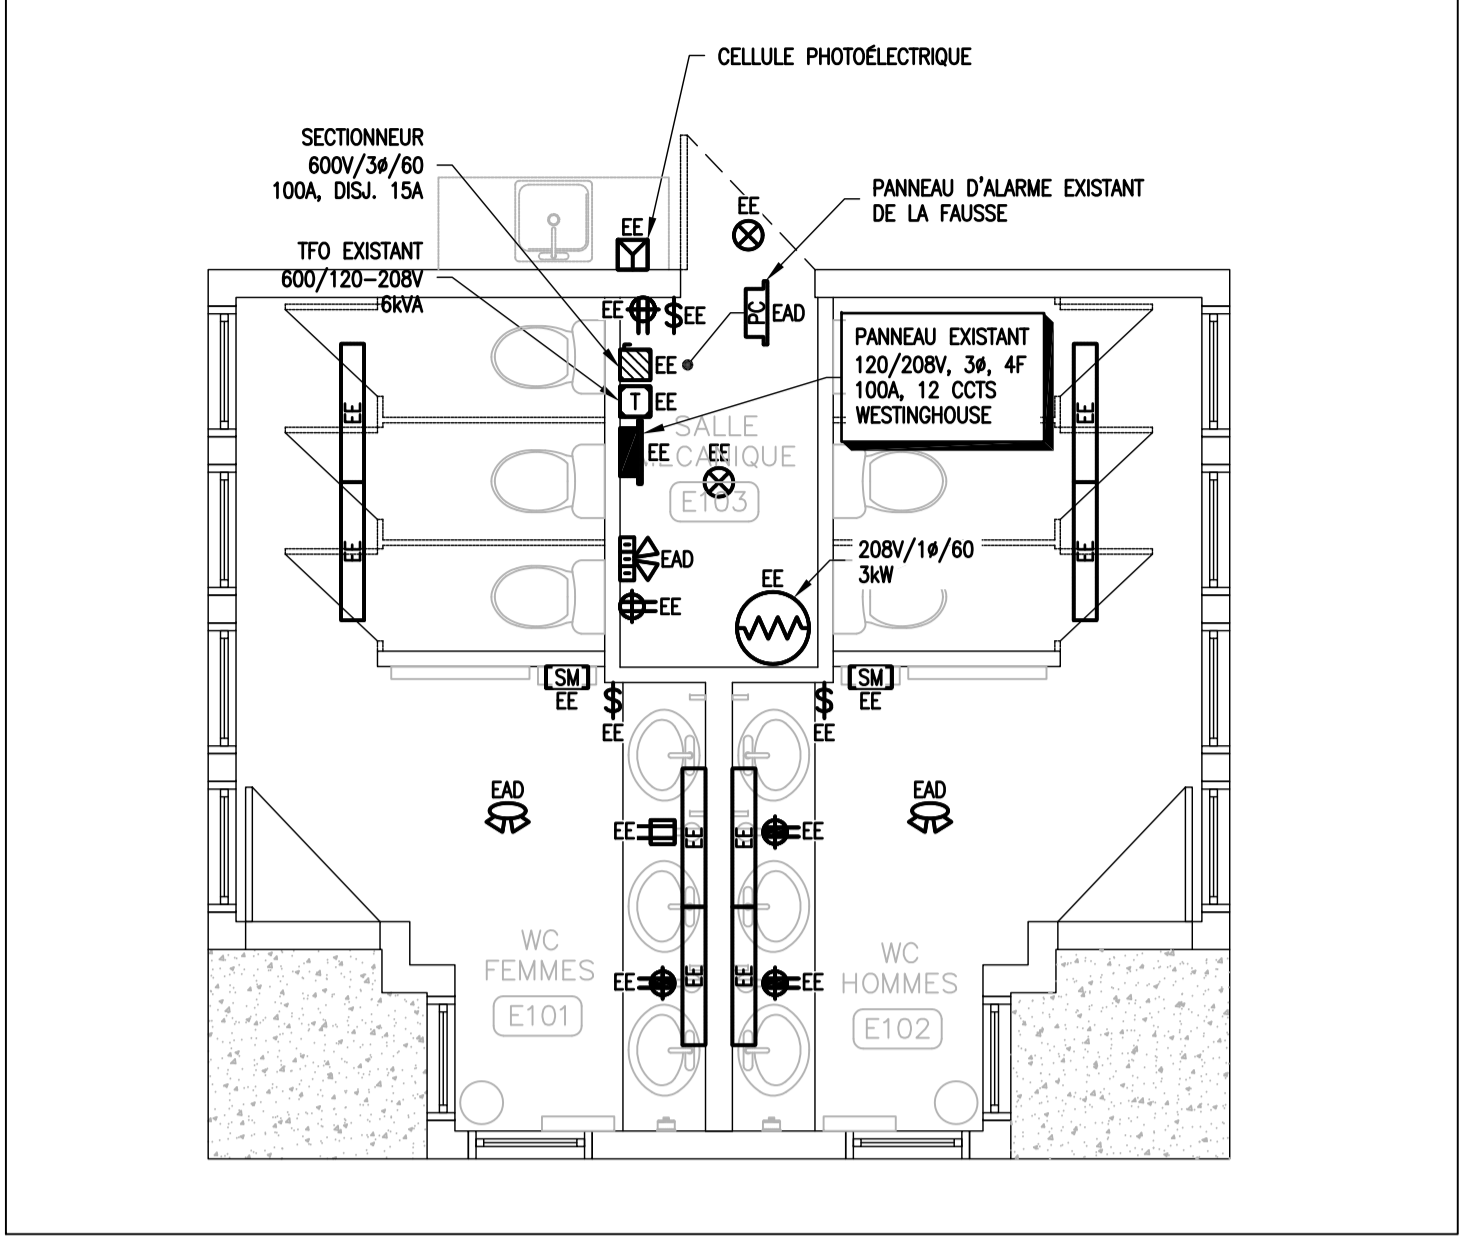 CELLULE PHOTOÉLECTRIQUE
SECTIONNEUR
600V/3ø/60
100A, DISJ. 15A
PANNEAU D'ALARME EXISTANT
DE LA FAUSSE
EE
EE
TFO EXISTANT
600/120-208V
6kVA
EE
$EE
PC
EAD
PANNEAU EXISTANT
120/208V, 3ø, 4F
100A, 12 CCTS
WESTINGHOUSE
EE
T
EE
EE
EE
SALLE
MÉCANIQUE
EE
EE
E103
EE
EE
EAD
208V/1ø/60
3kW
EE
EE
SM
EE
$
EE
SM
EE
$
EE
EAD
EAD
EE
EE
EE
EE
WC
FEMMES
E101
EE
EE
EE
EE
WC
HOMMES
E102